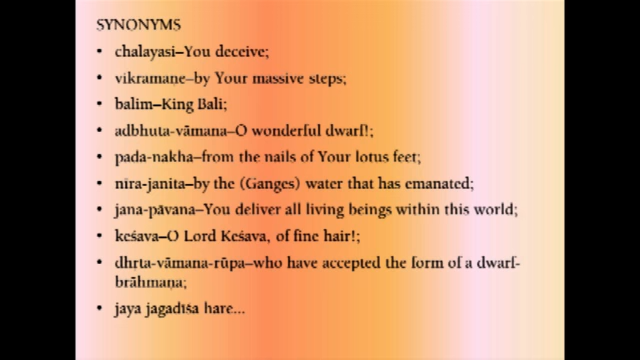 SYNONYMS
• chalayasi–You deceive;
• vikramaṇe–by Your massive steps;
• balim–King Bali;
• adbhuta-vāmana–O wonderful dwarf!;
• pada-nakha–from the nails of Your lotus feet;
• nīra-janita–by the (Ganges) water that has emanated;
• jana-pāvana–You deliver all living beings within this world;
• keśava–O Lord Keśava, of fine hair!;
• dhṛta-vāmana-rūpa–who have accepted the form of a dwarf-
brāhmaṇa;
• jaya jagadīśa hare...